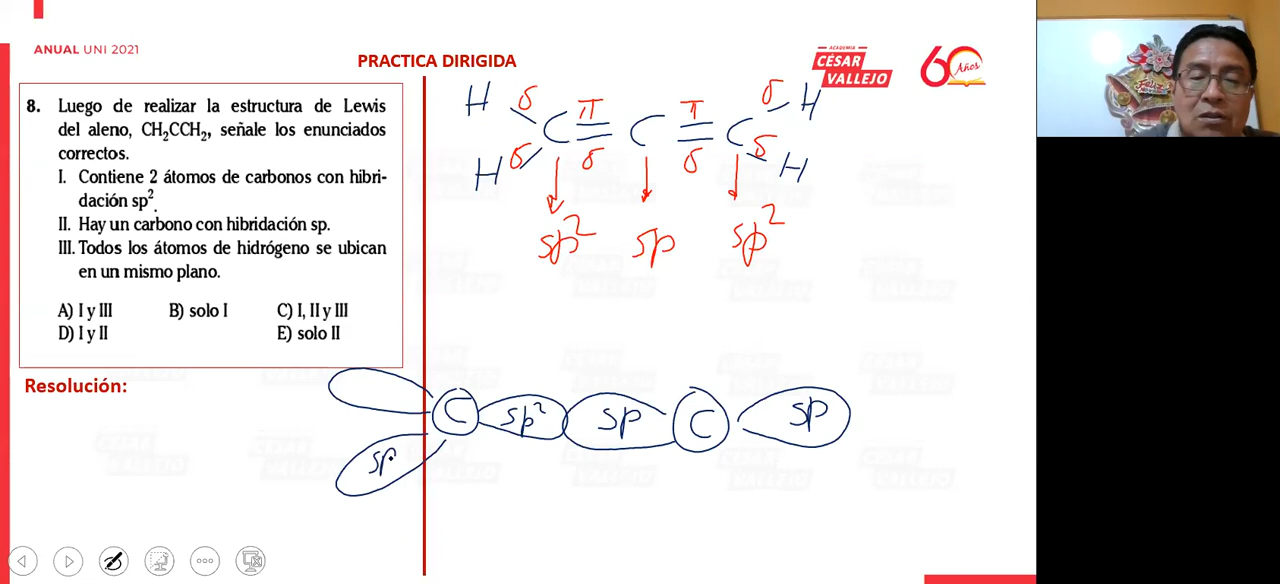 ANUAL UNI 2021
PRACTICA DIRIGIDA
ACADEMIA
CÉSAR
VALLEJO
60
Años
8. Luego de realizar la estructura de Lewis
del aleno, CH₂CCH₂, señale los enunciados
correctos.
I. Contiene 2 átomos de carbonos con hibri-
dación sp².
II. Hay un carbono con hibridación sp.
III. Todos los átomos de hidrógeno se ubican
en un mismo plano.
A) I y III B) solo I C) I, II y III
D) I y II E) solo II
Resolución:
H δ π π δ H
C = C = C
H δ δ δ δ H
sp² sp sp²
C sp² sp C sp
sp
CÉSAR
VALLEJO